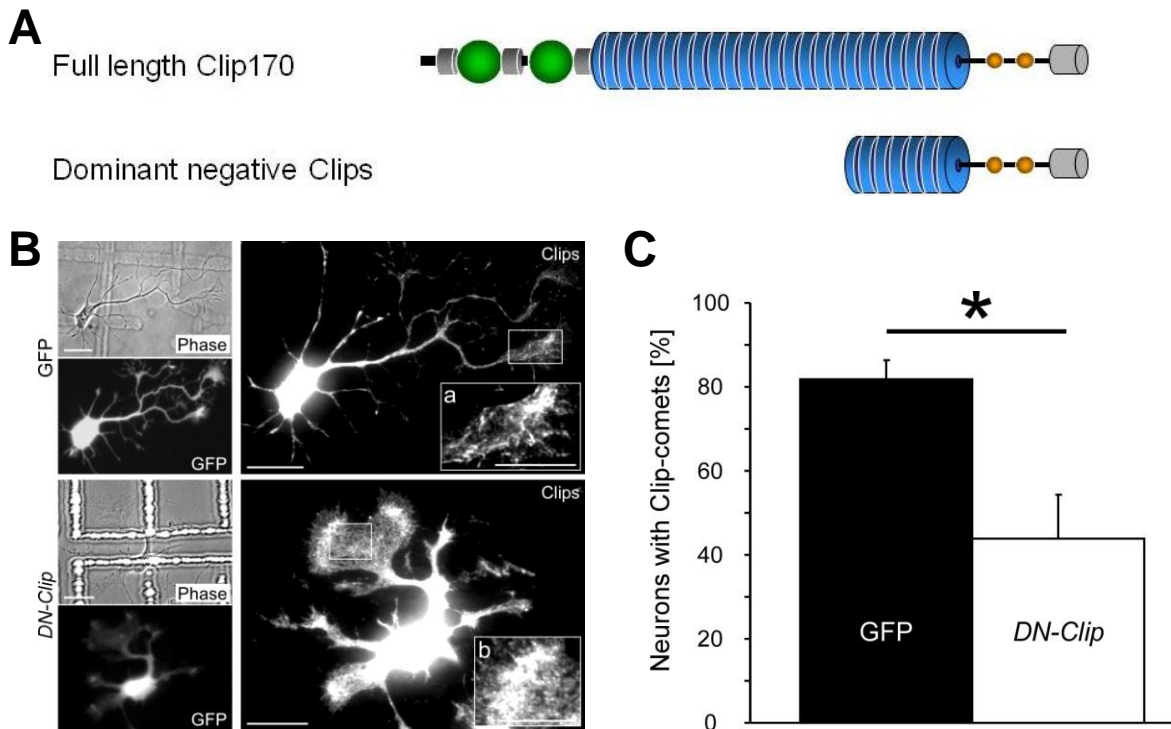 A
Full length Clip170
Dominant negative Clips
B
GFP
Phase
GFP
Clips
a
DN-Clip
Phase
GFP
Clips
b
C
Neurons with Clip-comets [%]
100
80
60
40
20
0
*
GFP
DN-Clip